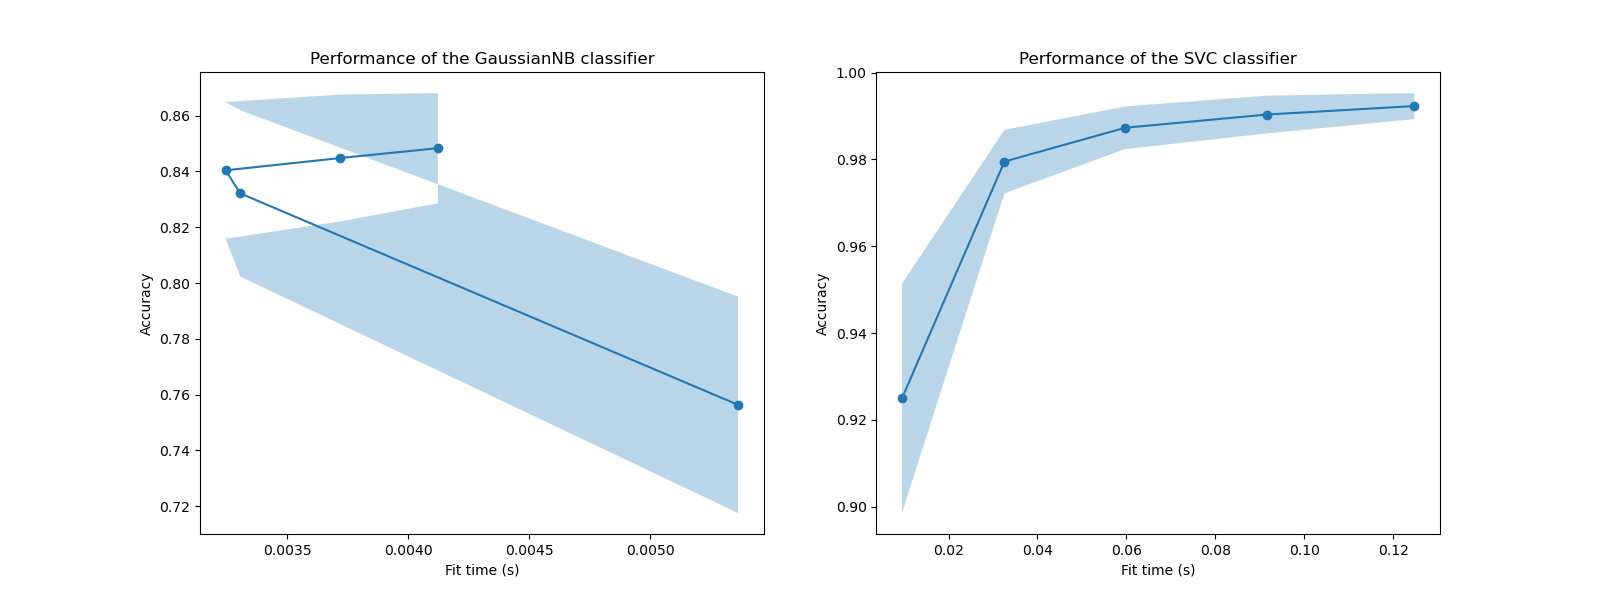 Performance of the GaussianNB classifier
0.86
0.84
0.82
0.80
0.78
0.76
0.74
0.72
Accuracy
0.0035 0.0040 0.0045 0.0050
Fit time (s)
Performance of the SVC classifier
1.00
0.98
0.96
0.94
0.92
0.90
Accuracy
0.02 0.04 0.06 0.08 0.10 0.12
Fit time (s)